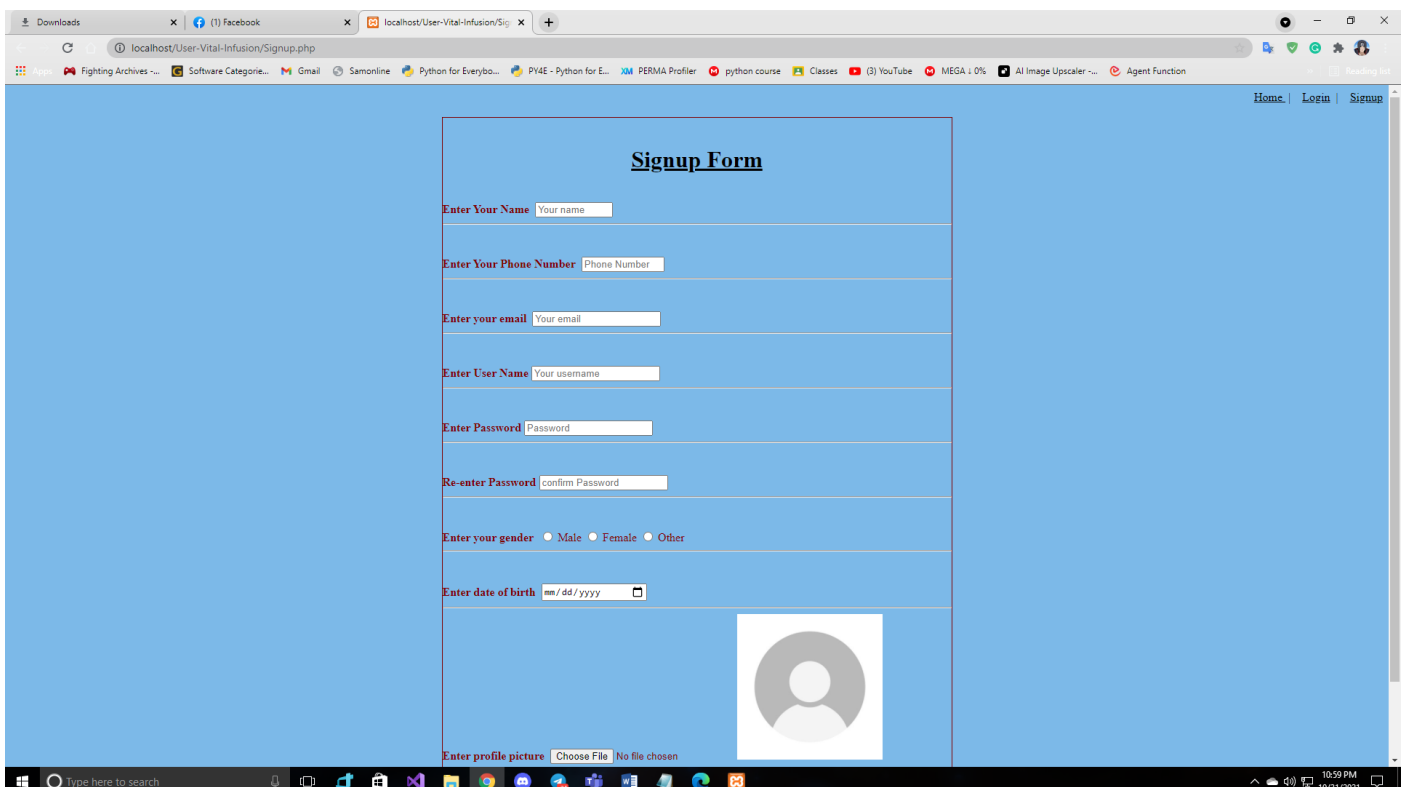 Downloads
(1) Facebook
localhost/User-Vital-Infusion/Sig
localhost/User-Vital-Infusion/Signup.php
Apps Fighting Archives -... Software Categorie... Gmail Samonline Python for Everybo... PY4E - Python for E... XM PERMA Profiler python course Classes (3) YouTube MEGA ↓ 0% AI Image Upscaler -... Agent Function Reading list
Home | Login | Signup
Signup Form
Enter Your Name Your name
Enter Your Phone Number Phone Number
Enter your email Your email
Enter User Name Your username
Enter Password Password
Re-enter Password confirm Password
Enter your gender Male Female Other
Enter date of birth mm/dd/yyyy
Enter profile picture Choose File No file chosen
Type here to search
10:59 PM
10/21/2021